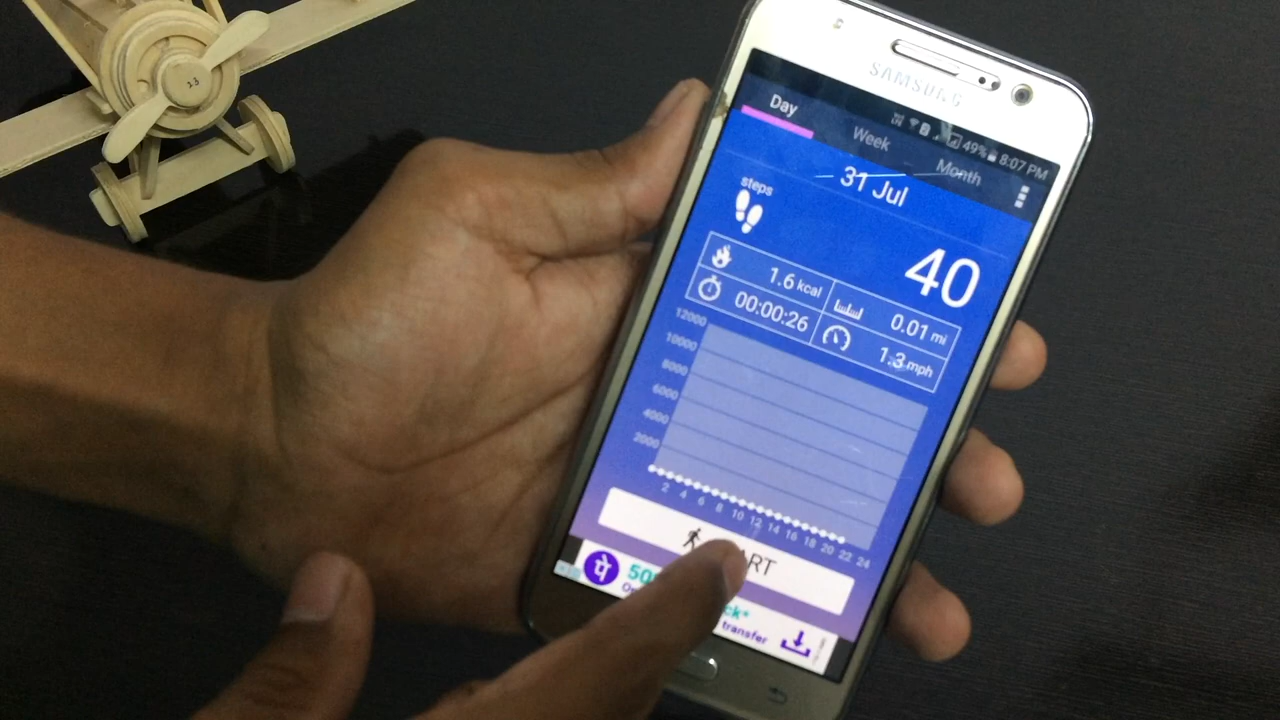 SAMSUNG
49% 8:07 PM
Day Week Month
31 Jul
steps
40
1.6 kcal 0.01 mi
00:00:26 1.3 mph
12000
10000
8000
6000
4000
2000
2 4 6 8 10 12 14 16 18 20 22 24
पे
transfer
13